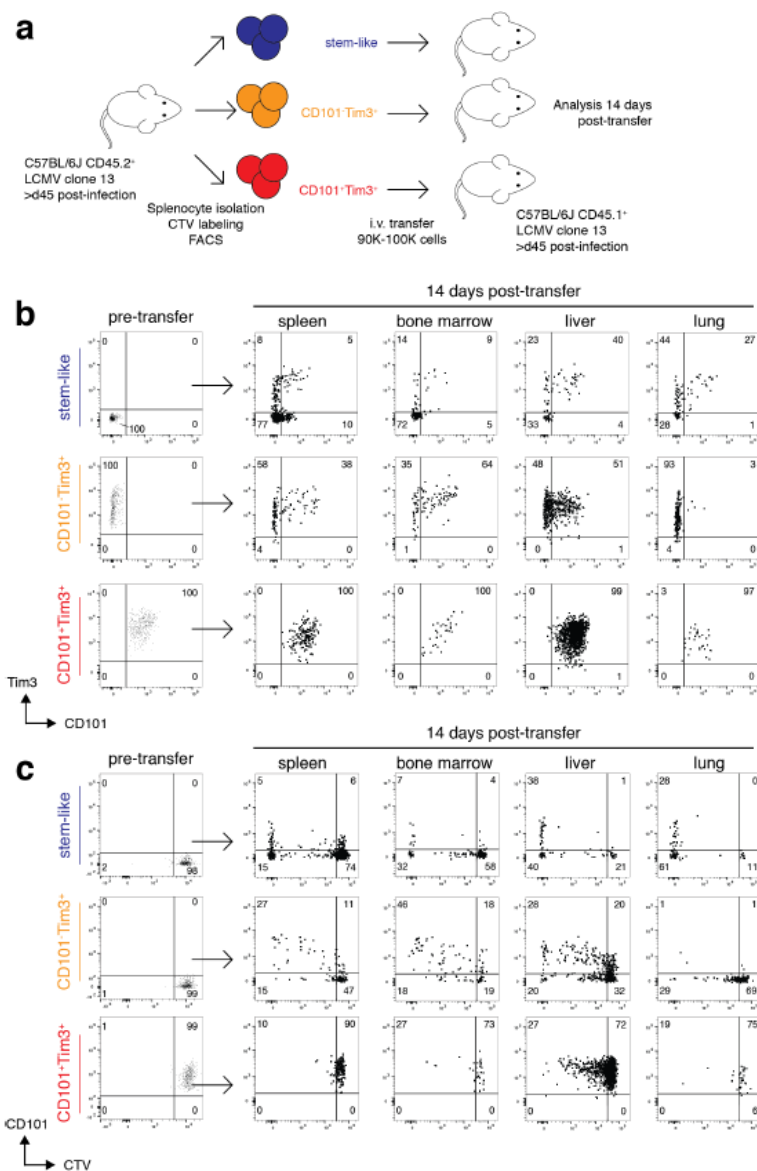 a
stem-like
CD101-Tim3+
CD101+Tim3+
Analysis 14 days
post-transfer
C57BL/6J CD45.2+
LCMV clone 13
>d45 post-infection
Splenocyte isolation
CTV labeling
FACS
i.v. transfer
90K-100K cells
C57BL/6J CD45.1+
LCMV clone 13
>d45 post-infection
b
14 days post-transfer
pre-transfer spleen bone marrow liver lung
stem-like
0 0 8 5 14 9 23 40 44 27
100 0 77 10 72 5 33 4 28 1
CD101-Tim3+
100 0 58 38 35 64 48 51 93 3
0 0 4 0 1 0 0 1 4 0
CD101+Tim3+
0 100 0 100 0 100 0 99 3 97
0 0 0 0 0 0 0 1 0 0
Tim3
CD101
c
14 days post-transfer
pre-transfer spleen bone marrow liver lung
stem-like
0 0 5 6 7 4 38 1 28 0
2 98 15 74 32 58 40 21 61 11
CD101-Tim3+
0 0 27 11 46 18 28 20 1 1
1 99 15 47 18 19 20 32 29 69
CD101+Tim3+
1 99 10 90 27 73 27 72 19 75
0 0 0 0 0 0 0 0 0 6
CD101
CTV